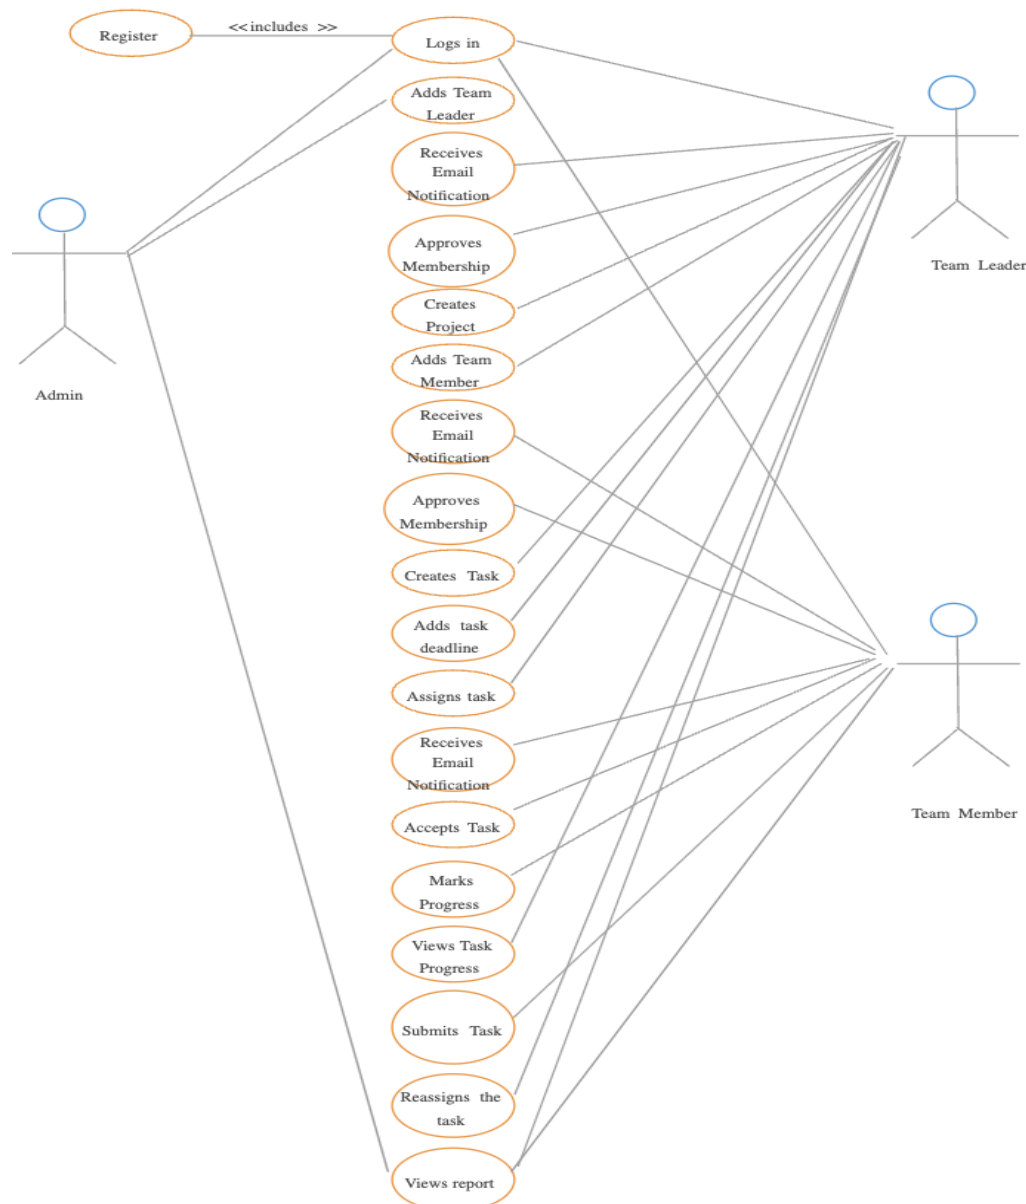 Register
<<includes >>
Logs in
Adds Team
Leader
Receives
Email
Notification
Team Leader
Approves
Membership
Creates
Project
Adds Team
Member
Admin
Receives
Email
Notification
Approves
Membership
Creates Task
Adds task
deadline
Assigns task
Receives
Email
Notification
Team Member
Accepts Task
Marks
Progress
Views Task
Progress
Submits Task
Reassigns the
task
Views report